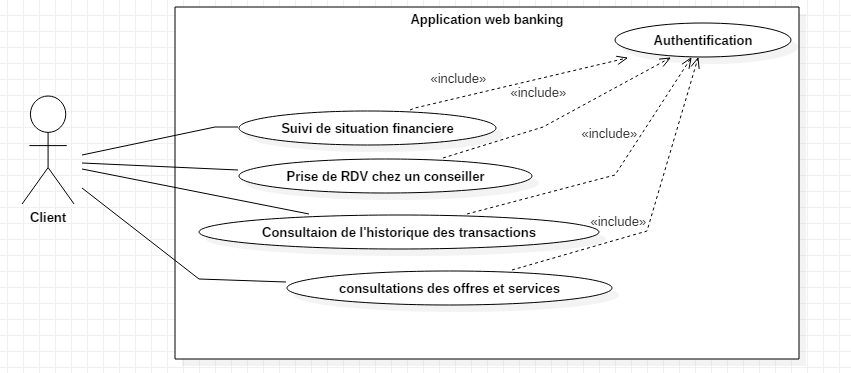 Application web banking
Authentification
«include»
«include»
Suivi de situation financiere
«include»
Prise de RDV chez un conseiller
Client
«include»
Consultaion de l'historique des transactions
consultations des offres et services